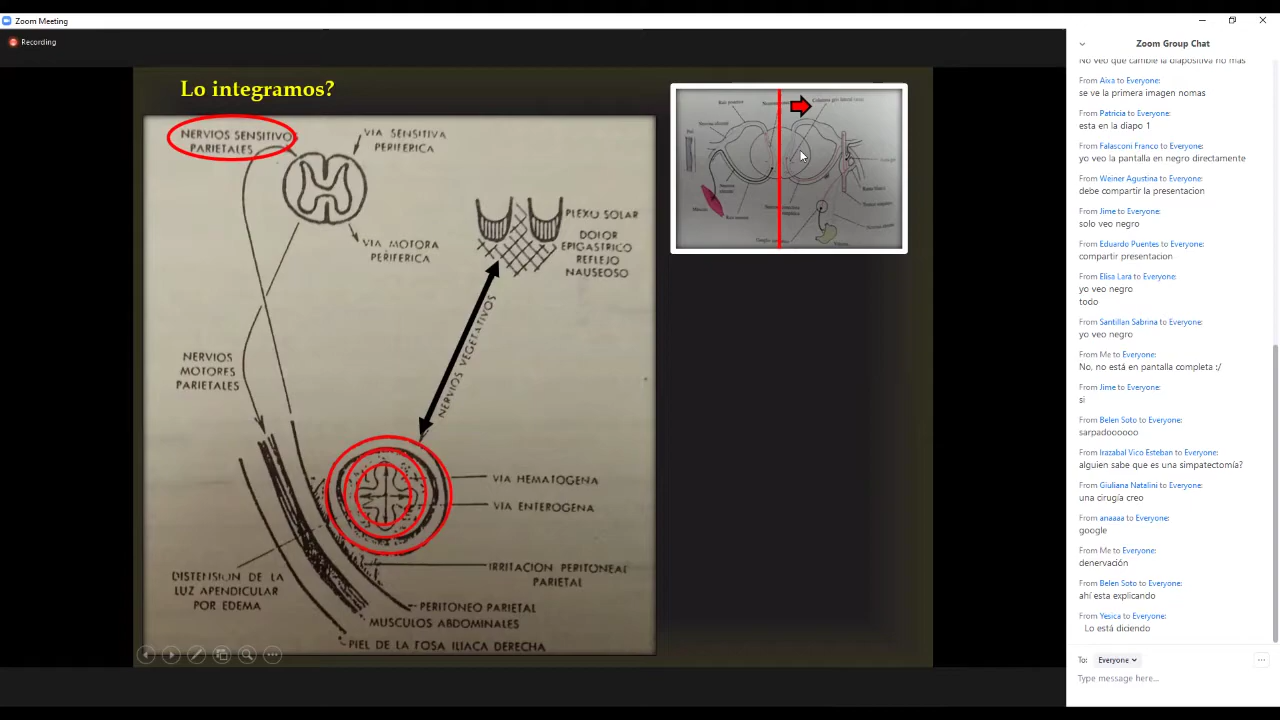 Zoom Meeting
Recording
Lo integramos?
NERVIOS SENSITIVO
PARIETALES
VIA SENSITIVA
PERIFERICA
VIA MOTORA
PERIFERICA
PLEXO SOLAR
DOLOR
EPIGASTRICO
REFLEJO
NAUSEOSO
NERVIOS VEGETATIVOS
NERVIOS
MOTORES
PARIETALES
VIA HEMATOGENA
VIA ENTEROGENA
IRRITACION PERITONEAL
PARIETAL
DISTENSION DE LA
LUZ APENDICULAR
POR EDEMA
PERITONEO PARIETAL
MUSCULOS ABDOMINALES
PIEL DE LA FOSA ILIACA DERECHA
Zoom Group Chat
No veo que cambie la diapositiva no mas
From Aixa to Everyone:
se ve la primera imagen nomas
From Patricia to Everyone:
esta en la diapo 1
From Falasconi Franco to Everyone:
yo veo la pantalla en negro directamente
From Weiner Agustina to Everyone:
debe compartir la presentacion
From Jime to Everyone:
solo veo negro
From Eduardo Puentes to Everyone:
compartir presentacion
From Elisa Lara to Everyone:
yo veo negro
todo
From Santillan Sabrina to Everyone:
yo veo negro
From Me to Everyone:
No, no está en pantalla completa :/
From Jime to Everyone:
si
From Belen Soto to Everyone:
sarpadoooooo
From Irazabal Vico Esteban to Everyone:
alguien sabe que es una simpatectomía?
From Giuliana Natalini to Everyone:
una cirugía creo
From anaaaa to Everyone:
google
From Me to Everyone:
denervación
From Belen Soto to Everyone:
ahí esta explicando
From Yesica to Everyone:
Lo está diciendo
To: Everyone
Type message here...